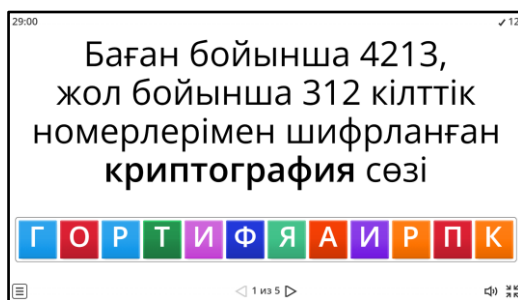 29:00 ✓ 12
Баған бойынша 4213,
жол бойынша 312 кілттік
номерлерімен шифрланған
криптография сөзі
Г О Р Т И Ф Я А И Р П К
1 из 5